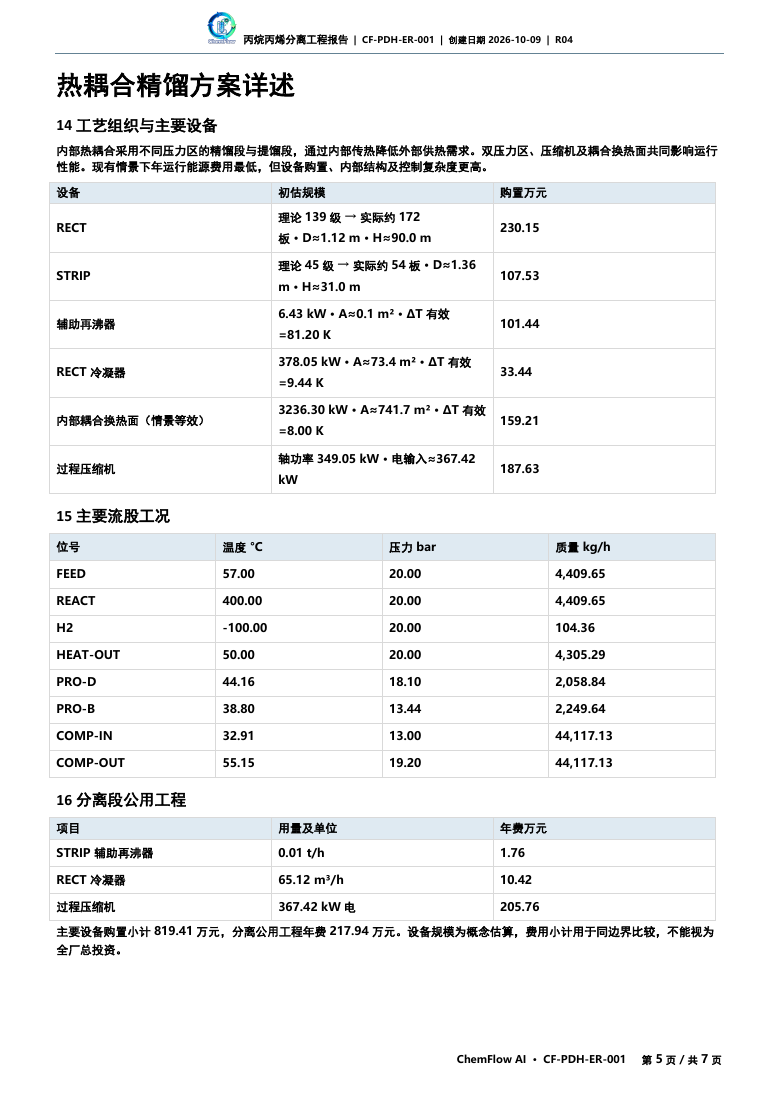 ChemFlow
丙烷丙烯分离工程报告 | CF-PDH-ER-001 | 创建日期 2026-10-09 | R04
热耦合精馏方案详述
14 工艺组织与主要设备
内部热耦合采用不同压力区的精馏段与提馏段，通过内部传热降低外部供热需求。双压力区、压缩机及耦合换热面共同影响运行
性能。现有情景下年运行能源费用最低，但设备购置、内部结构及控制复杂度更高。
设备 初估规模 购置万元
RECT 理论 139 级 → 实际约 172
板·D≈1.12 m·H≈90.0 m 230.15
STRIP 理论 45 级 → 实际约 54 板·D≈1.36
m·H≈31.0 m 107.53
辅助再沸器 6.43 kW·A≈0.1 m²·ΔT 有效
=81.20 K 101.44
RECT 冷凝器 378.05 kW·A≈73.4 m²·ΔT 有效
=9.44 K 33.44
内部耦合换热面（情景等效） 3236.30 kW·A≈741.7 m²·ΔT 有效
=8.00 K 159.21
过程压缩机 轴功率 349.05 kW·电输入≈367.42
kW 187.63
15 主要流股工况
位号 温度 °C 压力 bar 质量 kg/h
FEED 57.00 20.00 4,409.65
REACT 400.00 20.00 4,409.65
H2 -100.00 20.00 104.36
HEAT-OUT 50.00 20.00 4,305.29
PRO-D 44.16 18.10 2,058.84
PRO-B 38.80 13.44 2,249.64
COMP-IN 32.91 13.00 44,117.13
COMP-OUT 55.15 19.20 44,117.13
16 分离段公用工程
项目 用量及单位 年费万元
STRIP 辅助再沸器 0.01 t/h 1.76
RECT 冷凝器 65.12 m³/h 10.42
过程压缩机 367.42 kW 电 205.76
主要设备购置小计 819.41 万元，分离公用工程年费 217.94 万元。设备规模为概念估算，费用小计用于同边界比较，不能视为
全厂总投资。
ChemFlow AI · CF-PDH-ER-001 第 5 页 / 共 7 页